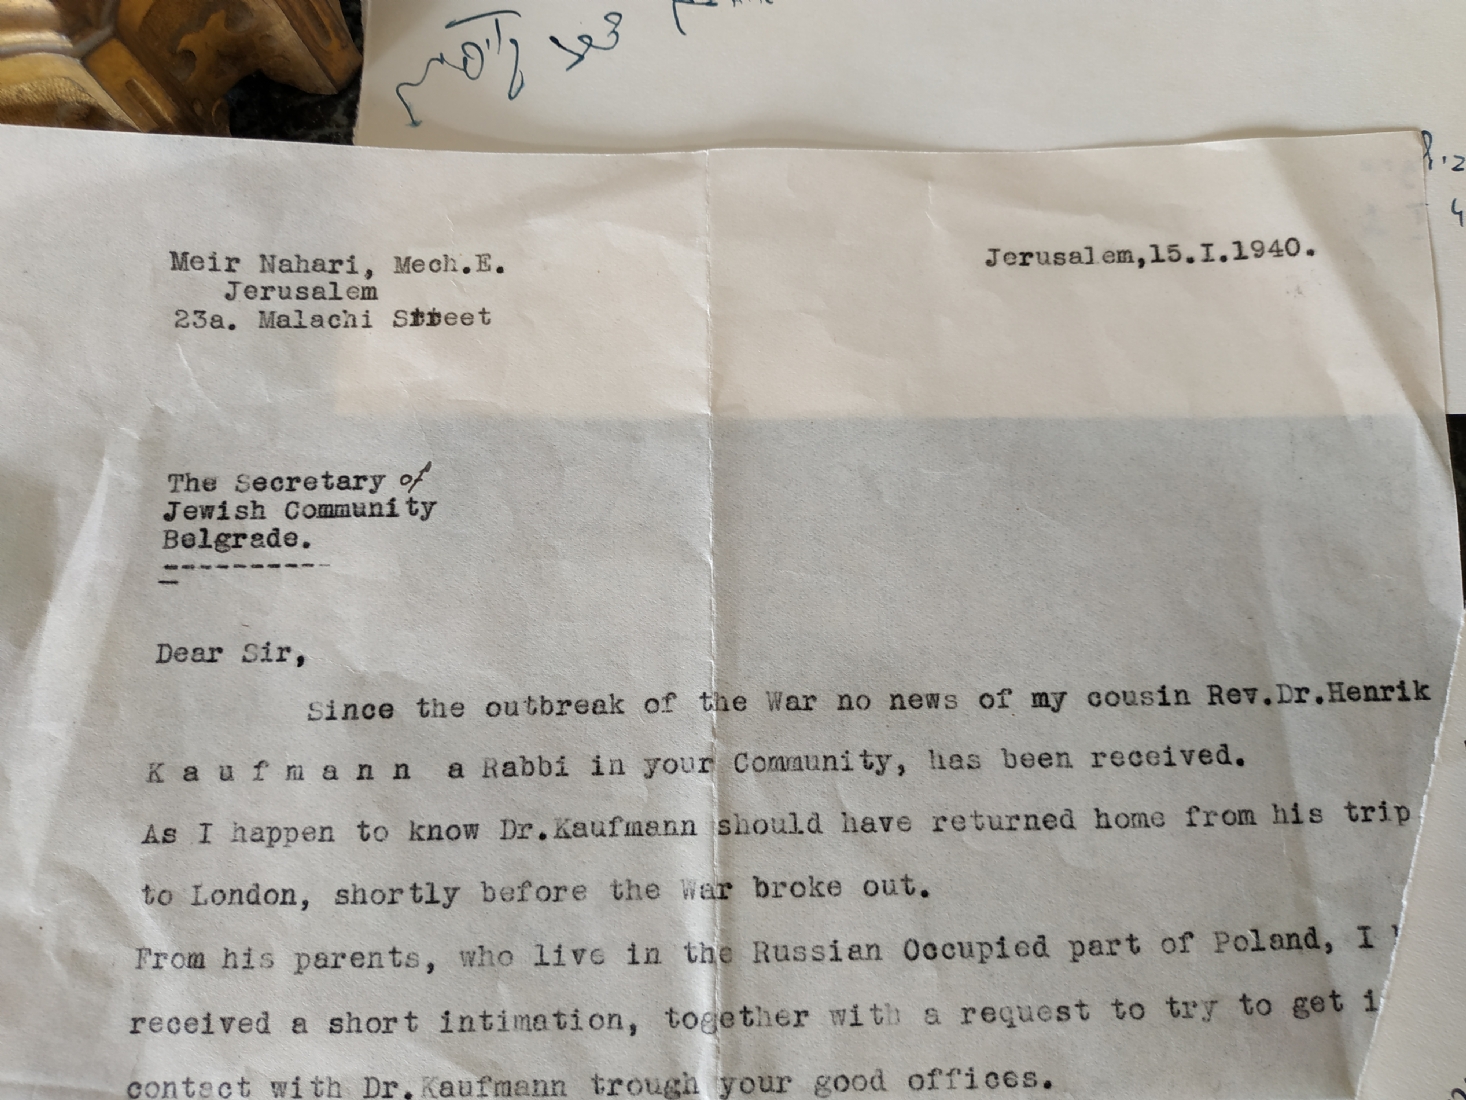 Meir Nahari, Mech.E.
Jerusalem
23a. Malachi Street
Jerusalem,15.I.1940.
The Secretary of
Jewish Community
Belgrade.
-----------
Dear Sir,
Since the outbreak of the War no news of my cousin Rev.Dr.Henrik
K a u f m a n n a Rabbi in your Community, has been received.
As I happen to know Dr.Kaufmann should have returned home from his trip
to London, shortly before the War broke out.
From his parents, who live in the Russian Occupied part of Poland, I
received a short intimation, together with a request to try to get i
contact with Dr.Kaufmann trough your good offices.